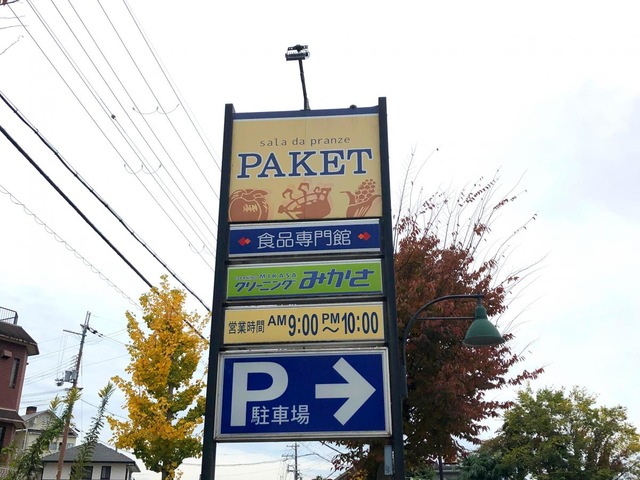 sala da pranze
PAKET
食品専門館
MIKASA
クリーニング みかさ
営業時間 AM9:00~PM10:00
P →
駐車場